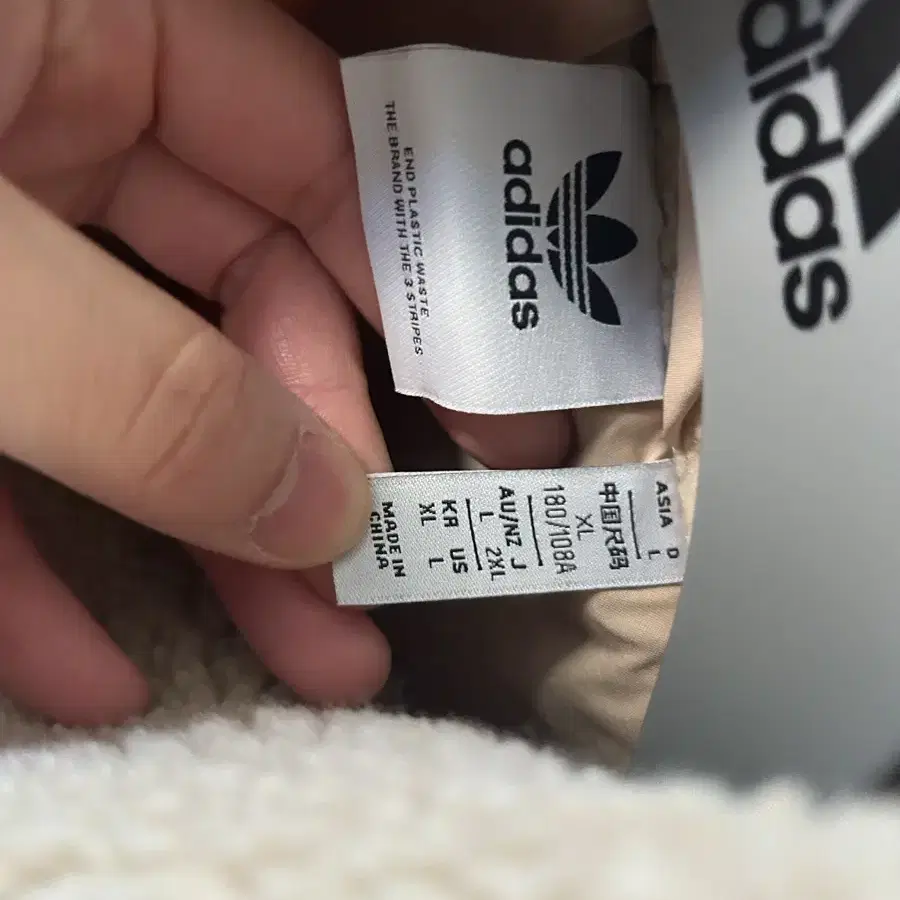 adidas
END PLASTIC WASTE
THE BRAND WITH THE 3 STRIPES
adidas
ASIA D
L
中国尺码
XL
180/108A
AU/NZ J
L 2XL
KR US
XL L
MADE IN
CHINA